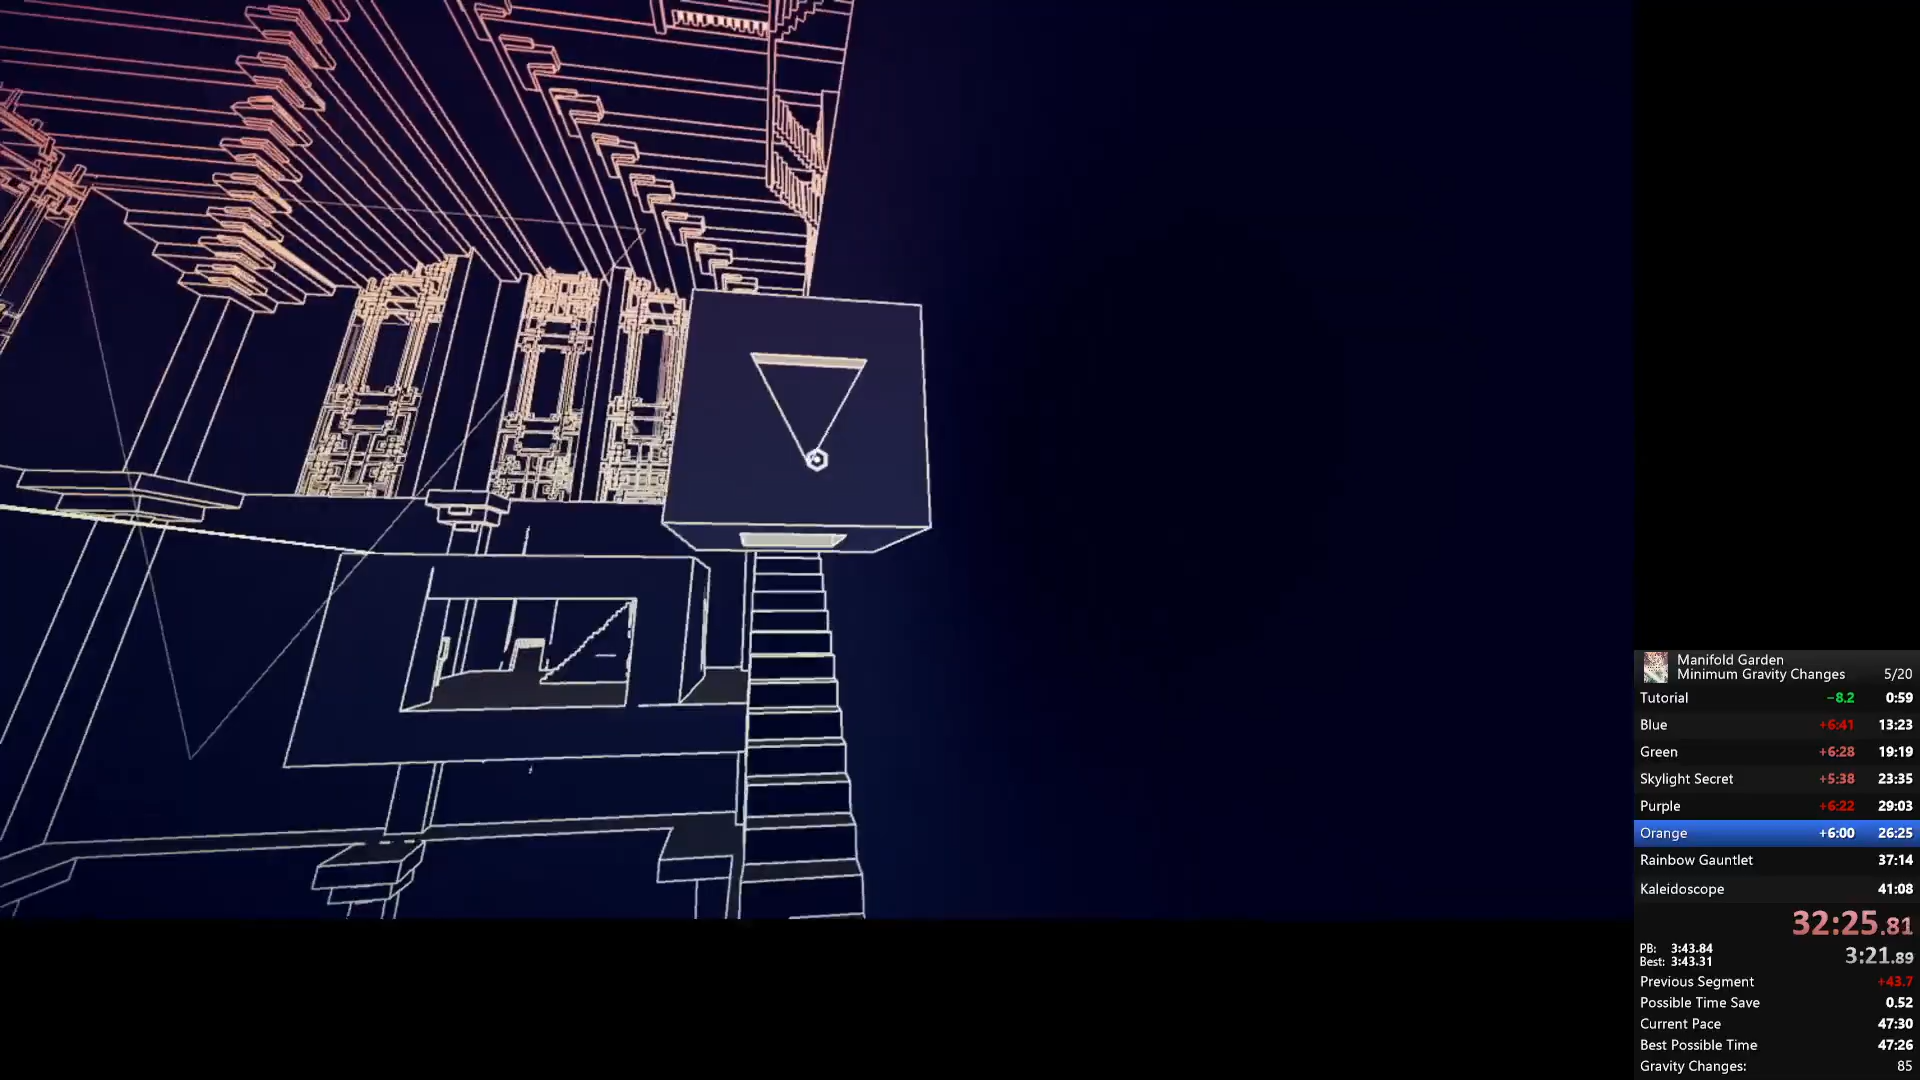 Manifold Garden
Minimum Gravity Changes 5/20
Tutorial −8.2 0:59
Blue +6:41 13:23
Green +6:28 19:19
Skylight Secret +5:38 23:35
Purple +6:22 29:03
Orange +6:00 26:25
Rainbow Gauntlet 37:14
Kaleidoscope 41:08
32:25.81
PB: 3:43.84
Best: 3:43.31
3:21.89
Previous Segment +43.7
Possible Time Save 0.52
Current Pace 47:30
Best Possible Time 47:26
Gravity Changes: 85